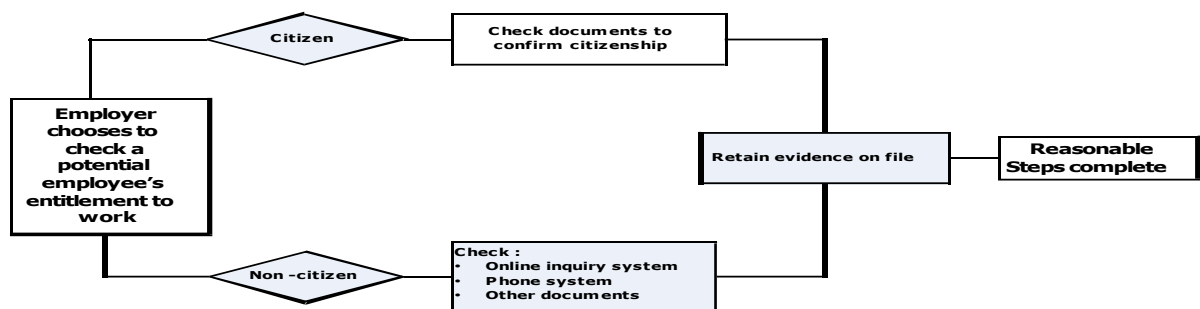 Citizen
Check documents to
confirm citizenship
Employer
chooses to
check a
potential
employee's
entitlement to
work
Retain evidence on file
Reasonable
Steps complete
Non -citizen
Check :
• Online inquiry system
• Phone system
• Other documents